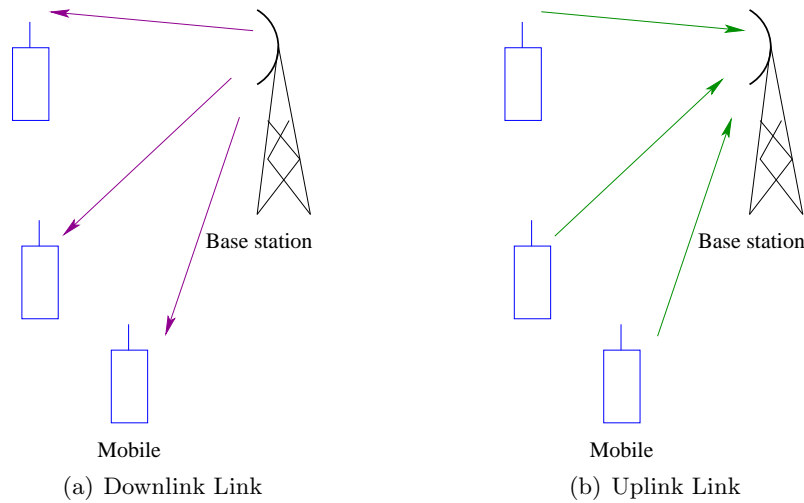 Base station
Mobile
(a) Downlink Link
Base station
Mobile
(b) Uplink Link